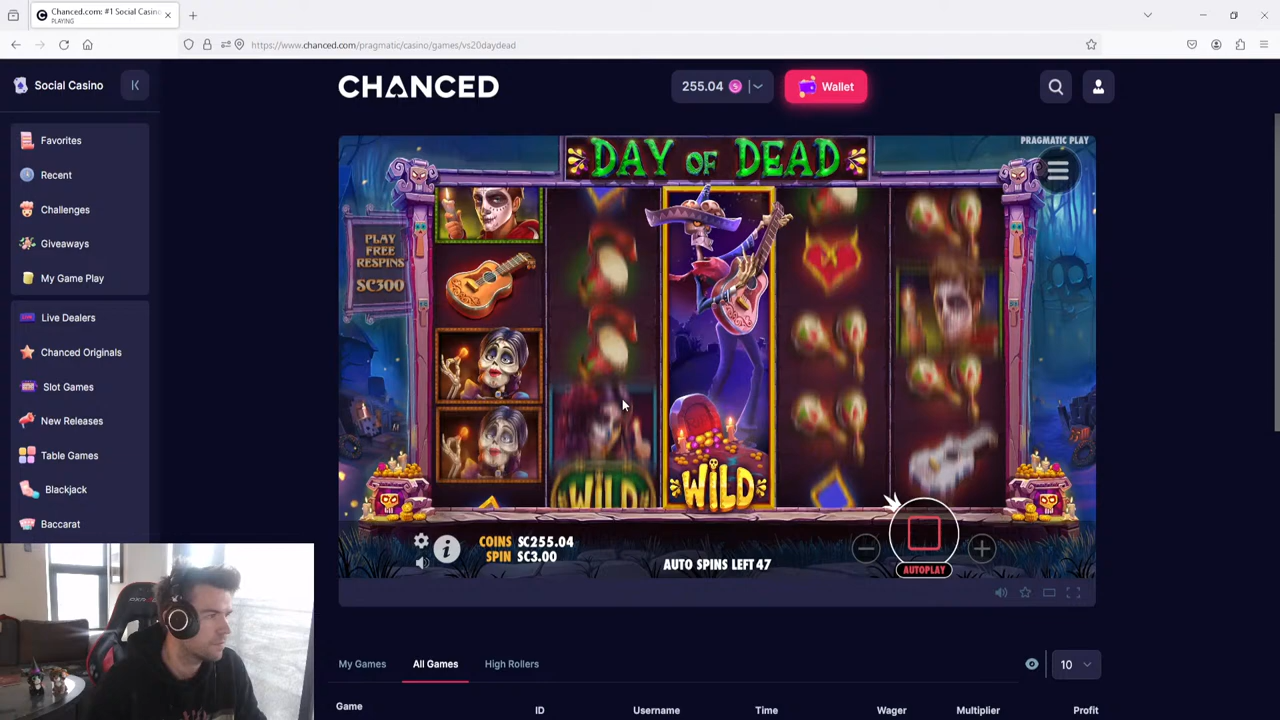 Chanced.com: #1 Social Casino
PLAYING
https://www.chanced.com/pragmatic/casino/games/vs20daydead
Social Casino
CHANCED
255.04
Wallet
Favorites
Recent
Challenges
Giveaways
My Game Play
Live Dealers
Chanced Originals
Slot Games
New Releases
Table Games
Blackjack
Baccarat
PRAGMATIC PLAY
DAY OF DEAD
PLAY
FREE
RESPINS
SC300
WILD
WILD
COINS SC255.04
SPIN SC3.00
AUTO SPINS LEFT 47
AUTOPLAY
My Games
All Games
High Rollers
10
Game
ID
Username
Time
Wager
Multiplier
Profit